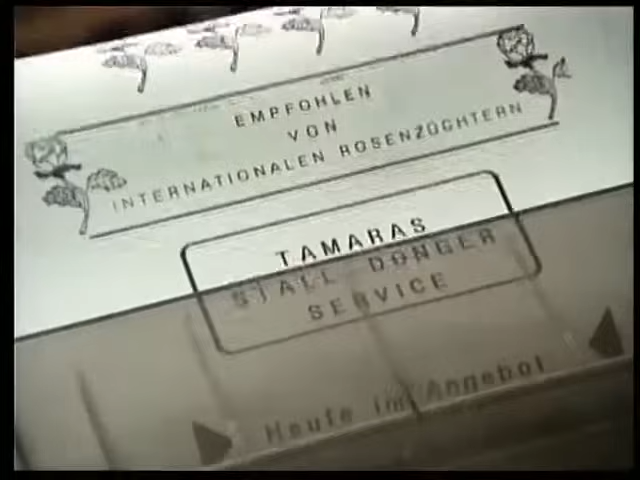 EMPFOHLEN
VON
INTERNATIONALEN ROSENZÜCHTERN
TAMARAS
STALL DÜNGER
SERVICE
Heute im Angebot